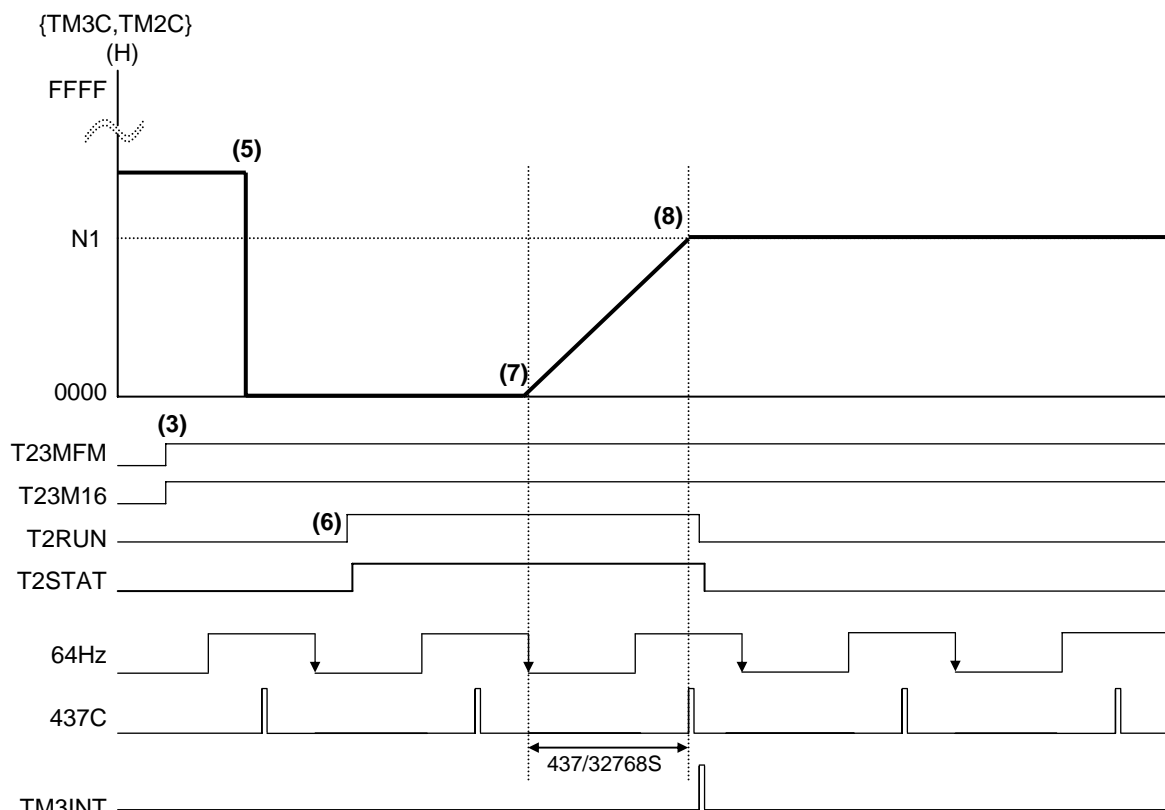 {TM3C,TM2C}
(H)
FFFF
(5)
N1
(8)
0000
(7)
(3)
T23MFM
T23M16
T2RUN
(6)
T2STAT
64Hz
437C
437/32768S
TM3INT